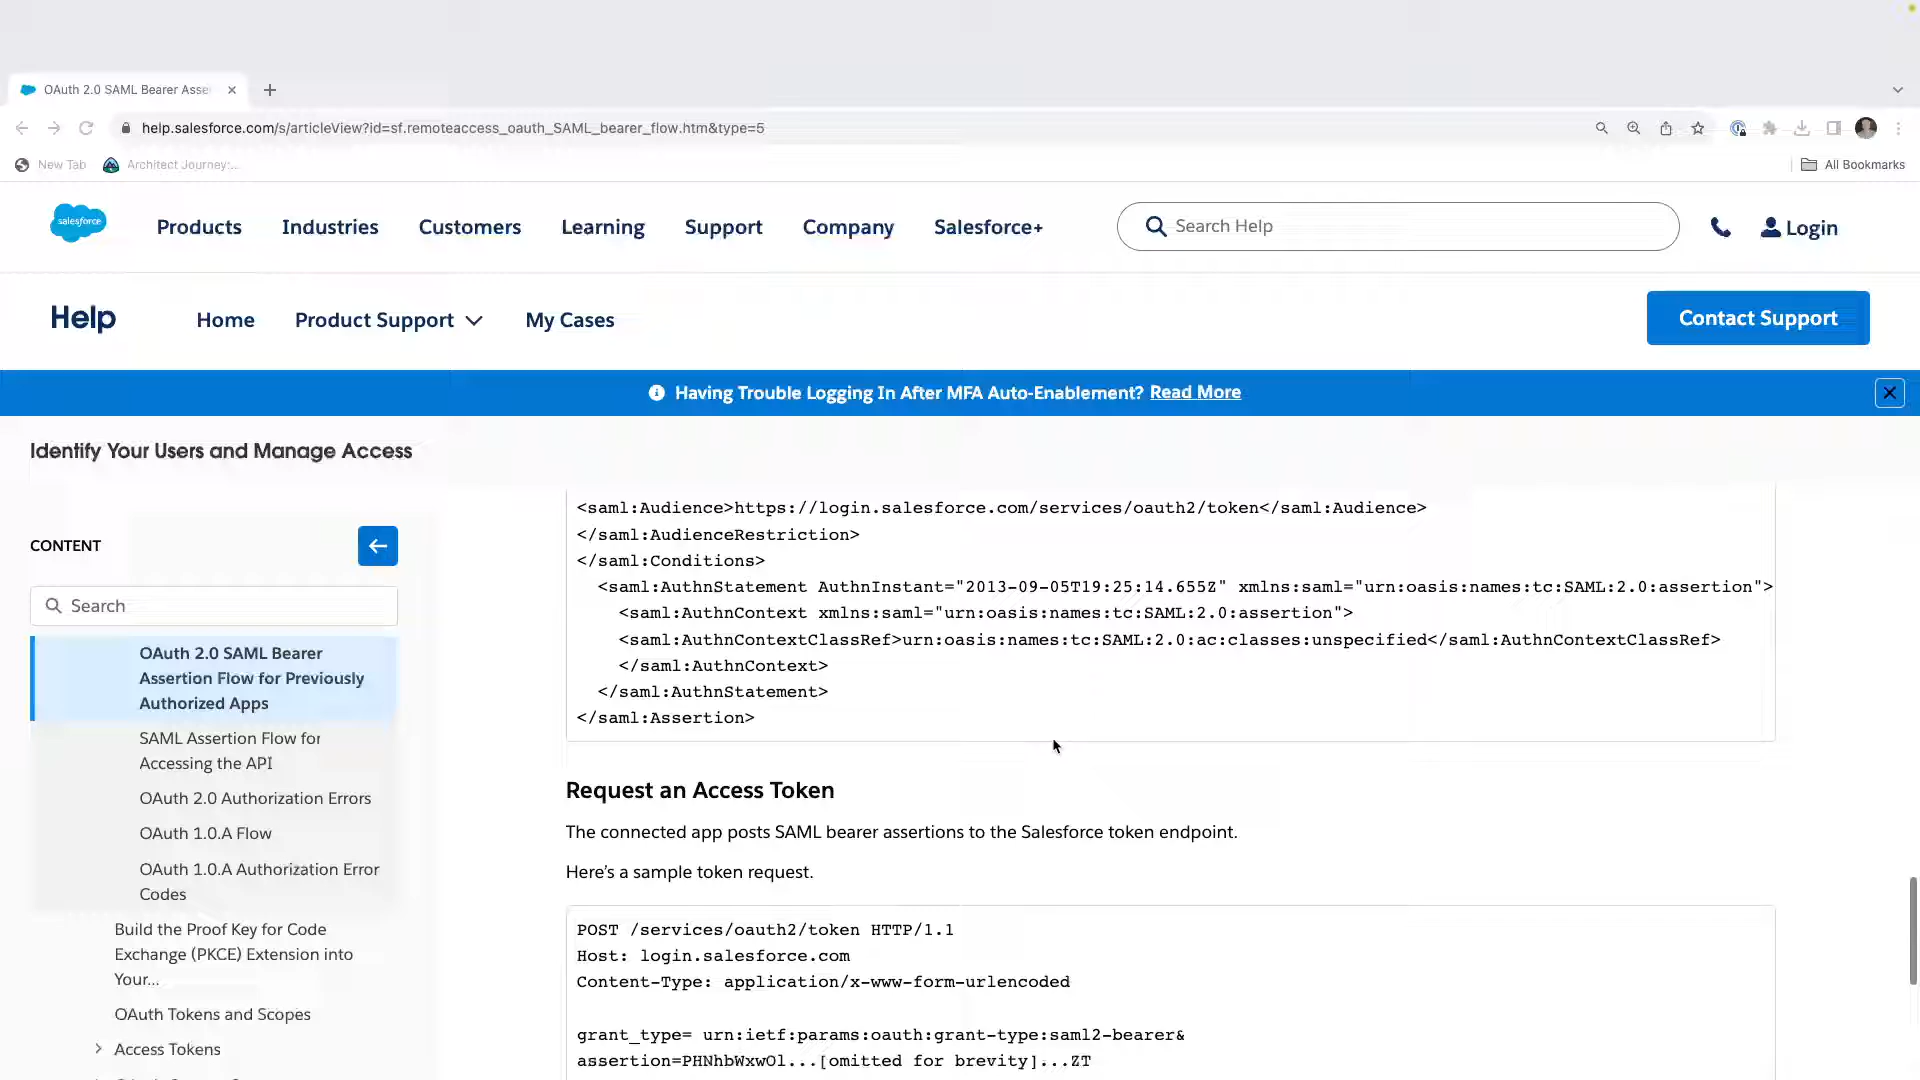 OAuth 2.0 SAML Bearer Asse
help.salesforce.com/s/articleView?id=sf.remoteaccess_oauth_SAML_bearer_flow.htm&type=5
New Tab
Architect Journey:...
All Bookmarks
salesforce
Products
Industries
Customers
Learning
Support
Company
Salesforce+
Search Help
Login
Help
Home
Product Support
My Cases
Contact Support
Having Trouble Logging In After MFA Auto-Enablement? Read More
Identify Your Users and Manage Access
CONTENT
Search
OAuth 2.0 SAML Bearer
Assertion Flow for Previously
Authorized Apps
SAML Assertion Flow for
Accessing the API
OAuth 2.0 Authorization Errors
OAuth 1.0.A Flow
OAuth 1.0.A Authorization Error
Codes
Build the Proof Key for Code
Exchange (PKCE) Extension into
Your...
OAuth Tokens and Scopes
Access Tokens
<saml:Audience>https://login.salesforce.com/services/oauth2/token</saml:Audience>
</saml:AudienceRestriction>
</saml:Conditions>
<saml:AuthnStatement AuthnInstant="2013-09-05T19:25:14.655Z" xmlns:saml="urn:oasis:names:tc:SAML:2.0:assertion">
<saml:AuthnContext xmlns:saml="urn:oasis:names:tc:SAML:2.0:assertion">
<saml:AuthnContextClassRef>urn:oasis:names:tc:SAML:2.0:ac:classes:unspecified</saml:AuthnContextClassRef>
</saml:AuthnContext>
</saml:AuthnStatement>
</saml:Assertion>
Request an Access Token
The connected app posts SAML bearer assertions to the Salesforce token endpoint.
Here's a sample token request.
POST /services/oauth2/token HTTP/1.1
Host: login.salesforce.com
Content-Type: application/x-www-form-urlencoded
grant_type= urn:ietf:params:oauth:grant-type:saml2-bearer&
assertion=PHNhbWxwOl...[omitted for brevity]...ZT